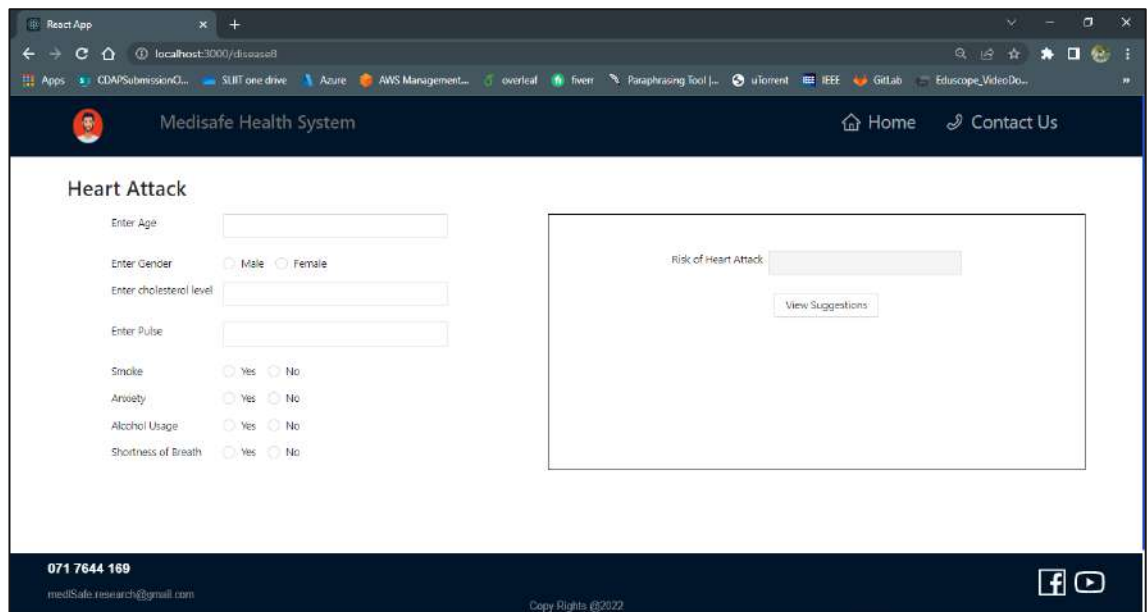 React App
localhost:3000/disease8
Apps CDAPSubmissionCl... SLIIT one drive Azure AWS Management... overleaf fiverr Paraphrasing Tool |... uTorrent IEEE GitLab Eduscope_VideoDo...
Medisafe Health System Home Contact Us
Heart Attack
Enter Age
Enter Gender Male Female
Enter cholesterol level
Enter Pulse
Smoke Yes No
Anxiety Yes No
Alcohol Usage Yes No
Shortness of Breath Yes No
Risk of Heart Attack
View Suggestions
071 7644 169
mediSafe.research@gmail.com
Copy Rights @2022